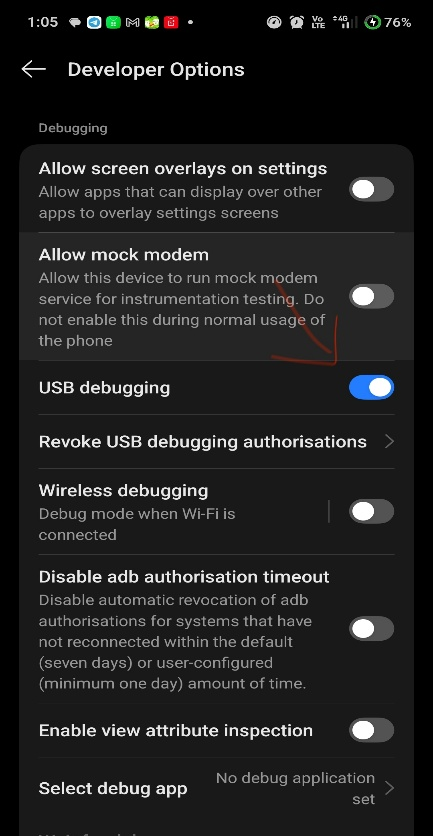 1:05 Vo LTE 4G 76%
Developer Options
Debugging
Allow screen overlays on settings
Allow apps that can display over other
apps to overlay settings screens
Allow mock modem
Allow this device to run mock modem
service for instrumentation testing. Do
not enable this during normal usage of
the phone
USB debugging
Revoke USB debugging authorisations
Wireless debugging
Debug mode when Wi-Fi is
connected
Disable adb authorisation timeout
Disable automatic revocation of adb
authorisations for systems that have
not reconnected within the default
(seven days) or user-configured
(minimum one day) amount of time.
Enable view attribute inspection
Select debug app
No debug application
set